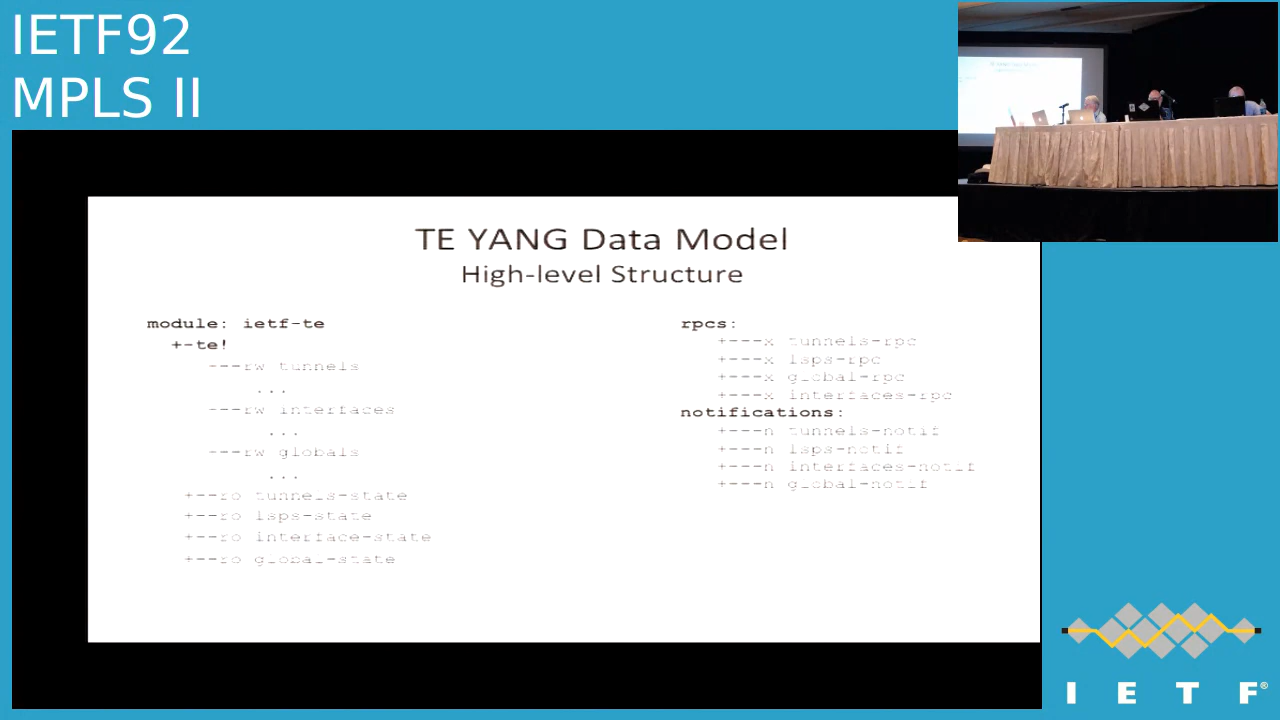 IETF92
MPLS II
TE YANG Data Model
High-level Structure
module: ietf-te
+-te!
---rw tunnels
...
---rw interfaces
...
---rw globals
...
+--ro tunnels-state
+--ro lsps-state
+--ro interface-state
+--ro global-state
rpcs:
+---x tunnels-rpc
+---x lsps-rpc
+---x global-rpc
+---x interfaces-rpc
notifications:
+---n tunnels-notif
+---n lsps-notif
+---n interfaces-notif
+---n global-notif
I E T F®